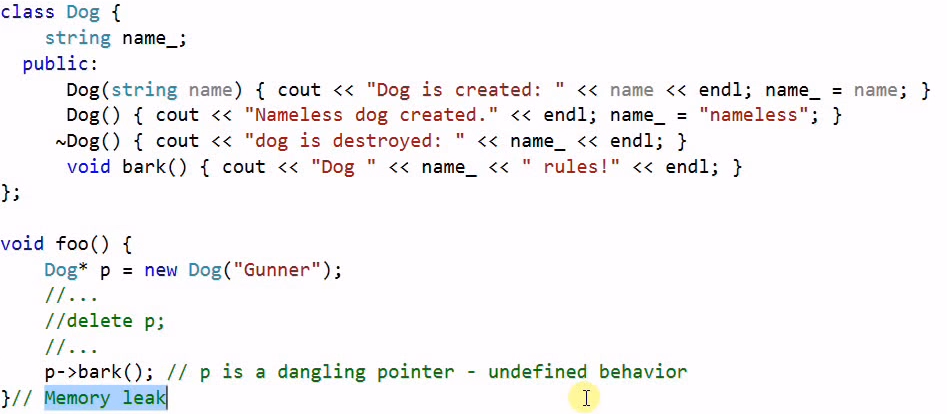 class Dog {
string name_;
public:
Dog(string name) { cout << "Dog is created: " << name << endl; name_ = name; }
Dog() { cout << "Nameless dog created." << endl; name_ = "nameless"; }
~Dog() { cout << "dog is destroyed: " << name_ << endl; }
void bark() { cout << "Dog " << name_ << " rules!" << endl; }
};
void foo() {
Dog* p = new Dog("Gunner");
//...
//delete p;
//...
p->bark(); // p is a dangling pointer - undefined behavior
}// Memory leak